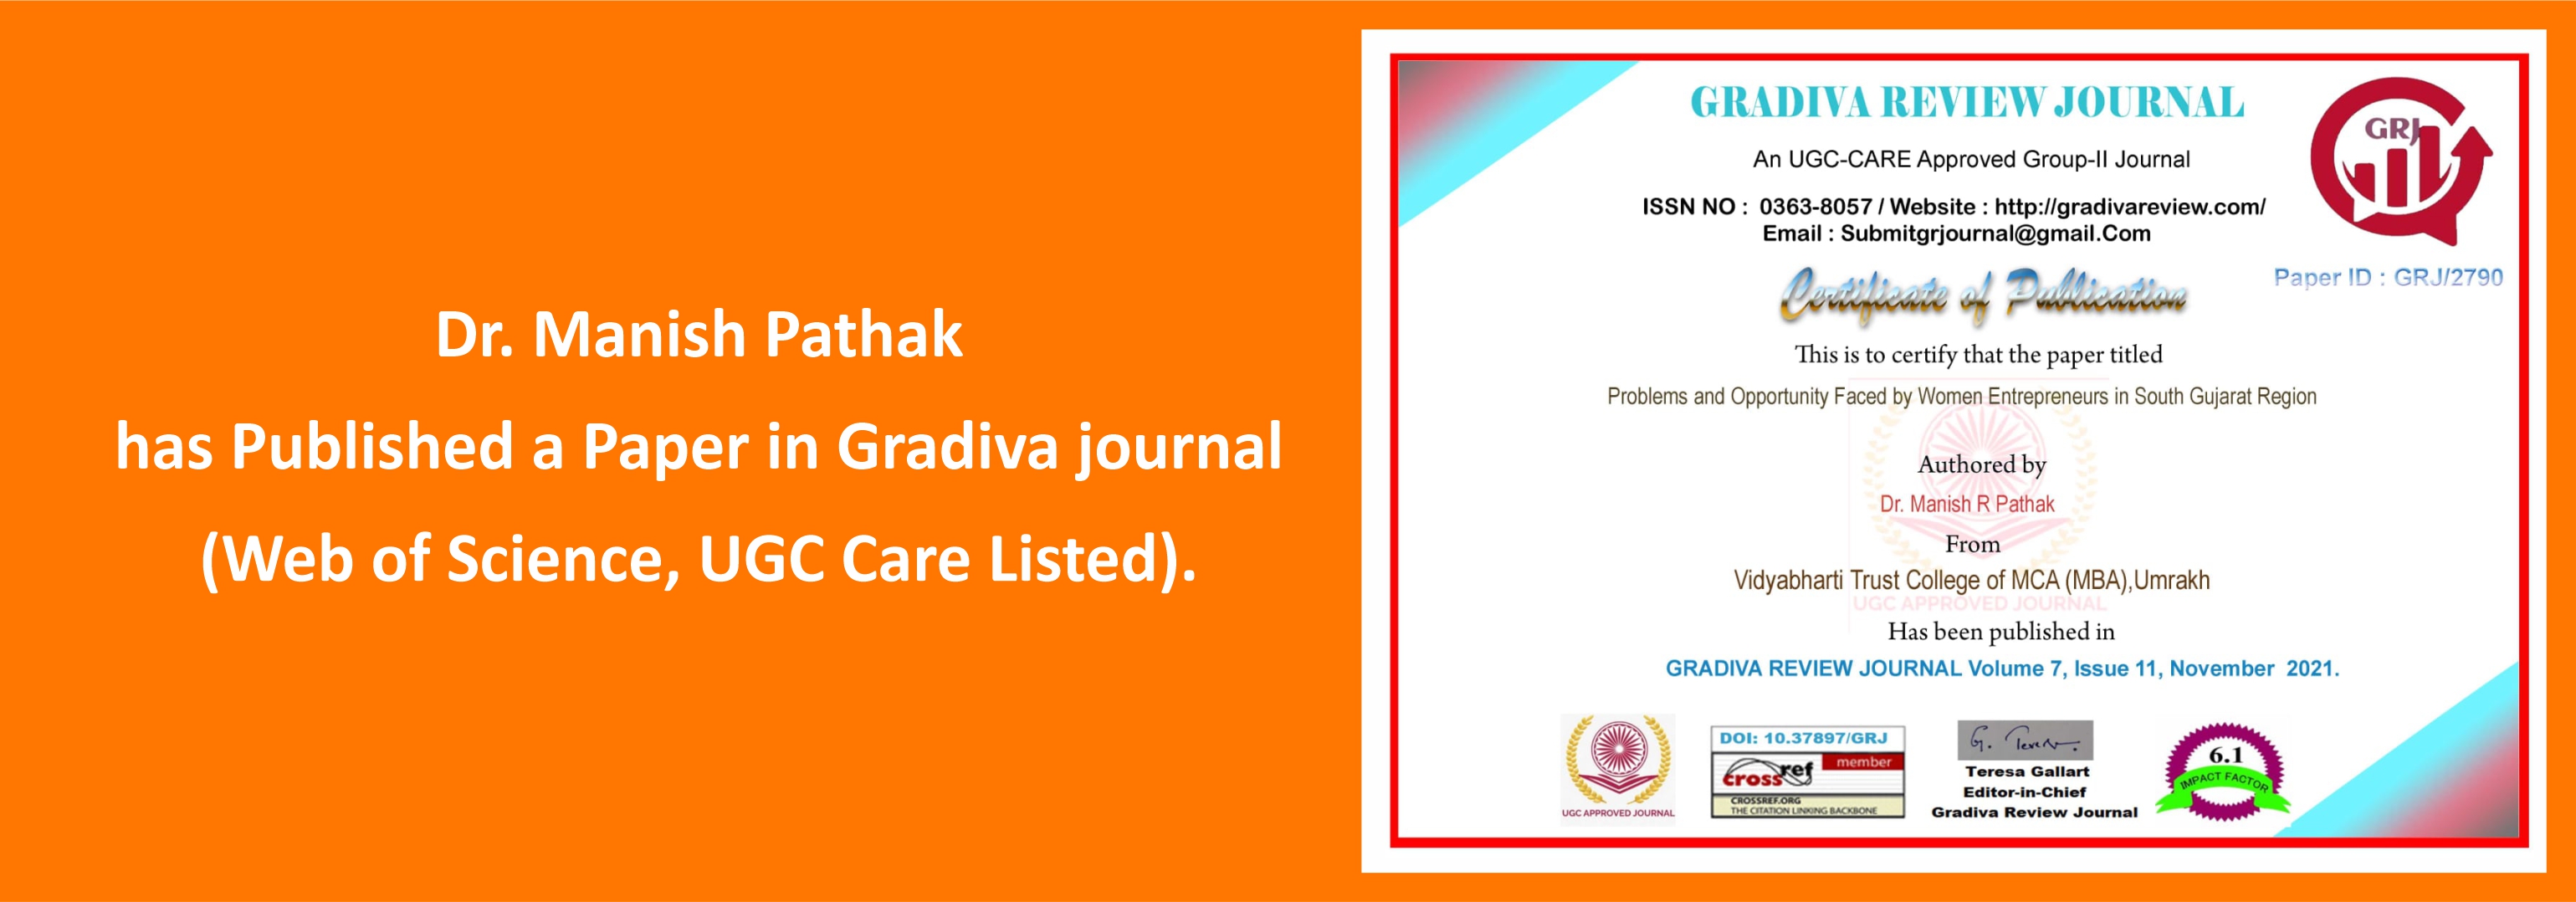 Dr. Manish Pathak
has Published a Paper in Gradiva journal
(Web of Science, UGC Care Listed).
GRADIVA REVIEW JOURNAL
An UGC-CARE Approved Group-II Journal
ISSN NO : 0363-8057 / Website : http://gradivareview.com/
Email : Submitgrjournal@gmail.Com
GRJ
Paper ID : GRJ/2790
Certificate of Publication
This is to certify that the paper titled
Problems and Opportunity Faced by Women Entrepreneurs in South Gujarat Region
Authored by
Dr. Manish R Pathak
From
Vidyabharti Trust College of MCA (MBA),Umrakh
UGC APPROVED JOURNAL
Has been published in
GRADIVA REVIEW JOURNAL Volume 7, Issue 11, November 2021.
UGC APPROVED JOURNAL
DOI: 10.37897/GRJ
crossref member
CROSSREF.ORG
THE CITATION LINKING BACKBONE
Teresa Gallart
Editor-in-Chief
Gradiva Review Journal
6.1
IMPACT FACTOR